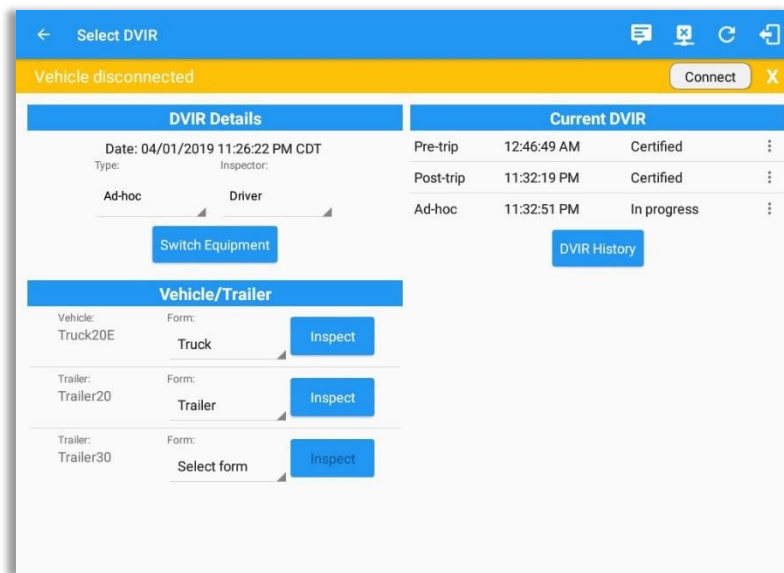 Select DVIR
Vehicle disconnected
Connect
X
DVIR Details
Date: 04/01/2019 11:26:22 PM CDT
Type: Inspector:
Ad-hoc Driver
Switch Equipment
Vehicle/Trailer
Vehicle: Form:
Truck20E Truck Inspect
Trailer: Form:
Trailer20 Trailer Inspect
Trailer: Form:
Trailer30 Select form Inspect
Current DVIR
Pre-trip 12:46:49 AM Certified
Post-trip 11:32:19 PM Certified
Ad-hoc 11:32:51 PM In progress
DVIR History